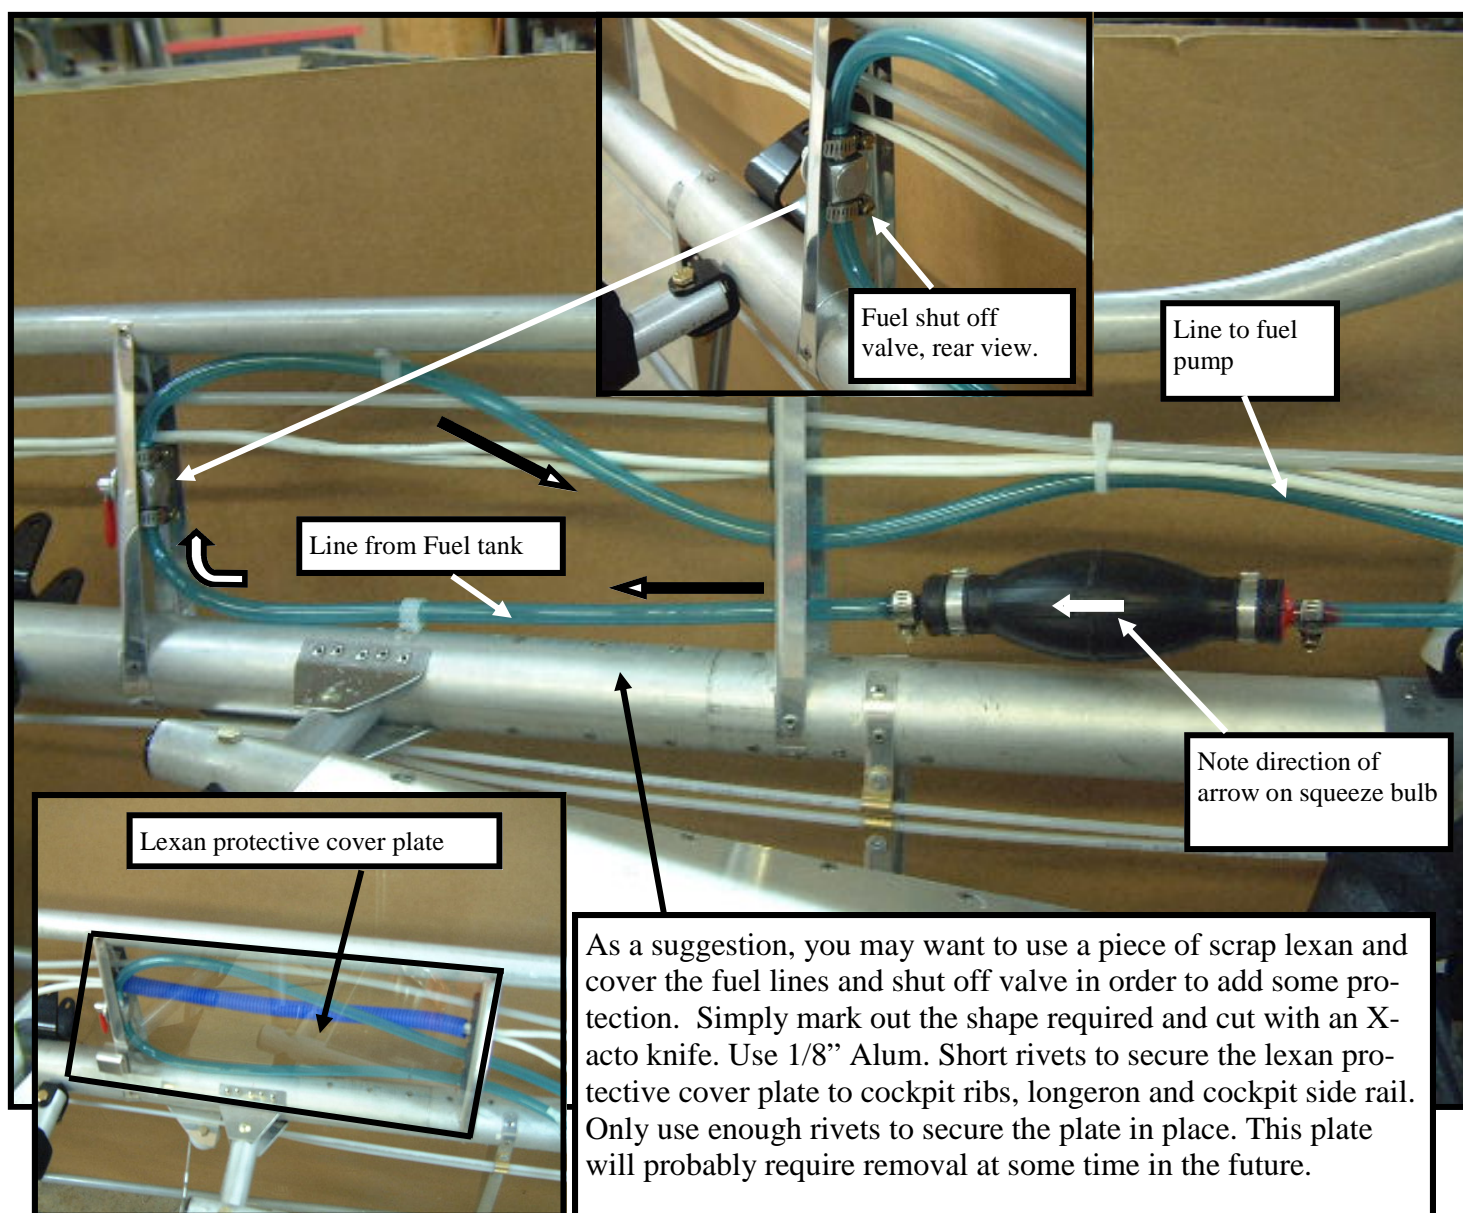 Fuel shut off
valve, rear view.
Line to fuel
pump
Line from Fuel tank
Note direction of
arrow on squeeze bulb
Lexan protective cover plate
As a suggestion, you may want to use a piece of scrap lexan and
cover the fuel lines and shut off valve in order to add some pro-
tection.  Simply mark out the shape required and cut with an X-
acto knife. Use 1/8” Alum. Short rivets to secure the lexan pro-
tective cover plate to cockpit ribs, longeron and cockpit side rail.
Only use enough rivets to secure the plate in place. This plate
will probably require removal at some time in the future.